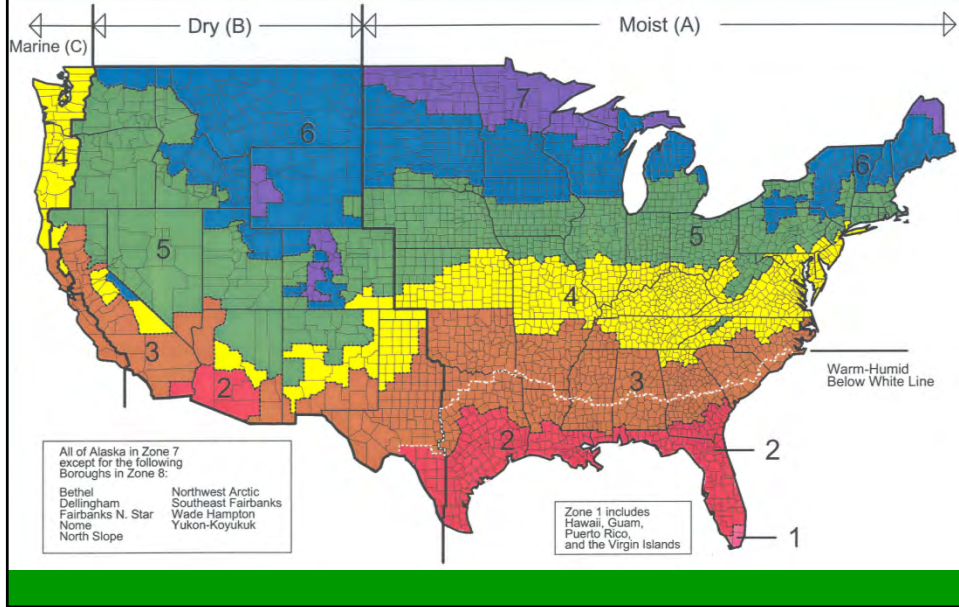 Marine (C)
Dry (B)
Moist (A)
7
6
6
4
5
5
4
3
3
2
2
2
1
Warm-Humid
Below White Line
All of Alaska in Zone 7
except for the following
Boroughs in Zone 8:
Bethel
Dellingham
Fairbanks N. Star
Nome
North Slope
Northwest Arctic
Southeast Fairbanks
Wade Hampton
Yukon-Koyukuk
Zone 1 includes
Hawaii, Guam,
Puerto Rico,
and the Virgin Islands